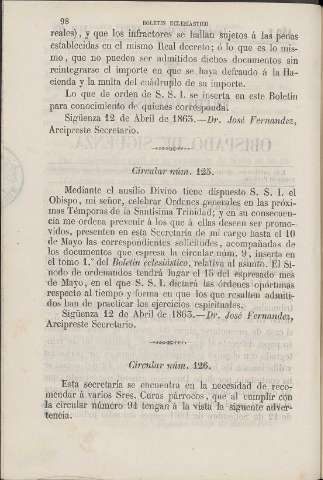 98 BOLETIN ECLESIÁSTICO
reales), y que los infractores se hallan sujetos á las penas
establecidas en el mismo Real decreto; ó lo que es lo mis-
mo, que no pueden ser admitidos dichos documentos sin
reintegrarse el importe en que se haya defraudo á la Ha-
cienda y la multa del cuádruplo de su importe.
Lo que de orden de S. S. I. se inserta en este Boletin
para conocimiento de quienes corresponda.
Sigüenza 12 de Abril de 1865.—Dr. José Fernandez,
Arcipreste Secretario.
Circular núm. 125.
Mediante el ausilio Divino tiene dispuesto S. S. I. el
Obispo, mi señor, celebrar Ordenes generales en las próxi-
mas Témporas de la Santísima Trinidad; y en su consecuen-
cia me ordena prevenir á los que á ellas deseen ser promo-
vidos, presenten en esta Secretaría de mi cargo hasta el 10
de Mayo las correspondientes solicitudes, acompañadas de
los documentos que espresa la circular núm. 9, inserta en
el tomo 1.º del Boletin eclesiástico, relativa al asunto. El Sí-
nodo de ordenandos tendrá lugar el 15 del espresado mes
de Mayo, en el que S. S. I. dictará las órdenes oportunas
respecto al tiempo y forma en que los que resulten admiti-
dos han de practicar los ejercicios espirituales.
Sigüenza 12 de Abril de 1865.—Dr. José Fernandez,
Arcipreste Secretario.
Circular núm. 126.
Esta secretaría se encuentra en la necesidad de reco-
mendar á varios Sres. Curas párrocos, que al cumplir con
la circular número 94 tengan á la vista la siguente adver-
tencia.